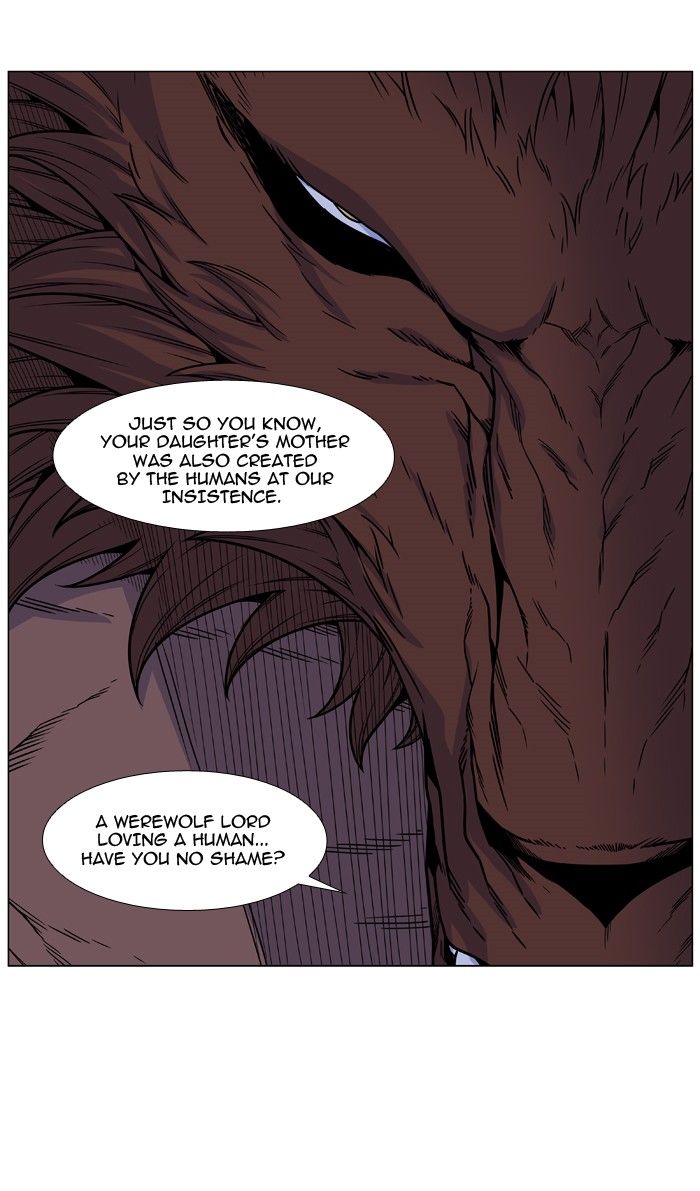 JUST SO YOU KNOW,
YOUR DAUGHTER'S MOTHER
WAS ALSO CREATED
BY THE HUMANS AT OUR
INSISTENCE.
A WEREWOLF LORD
LOVING A HUMAN...
HAVE YOU NO SHAME?